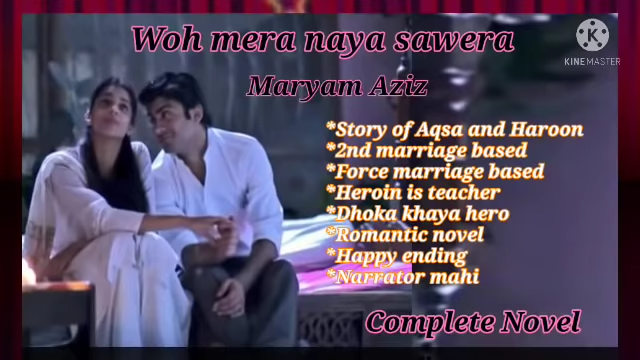 Woh mera naya sawera
KINEMASTER
Maryam Aziz
*Story of Aqsa and Haroon
*2nd marriage based
*Force marriage based
*Heroin is teacher
*Dhoka khaya hero
*Romantic novel
*Happy ending
*Narrator mahi
Complete Novel